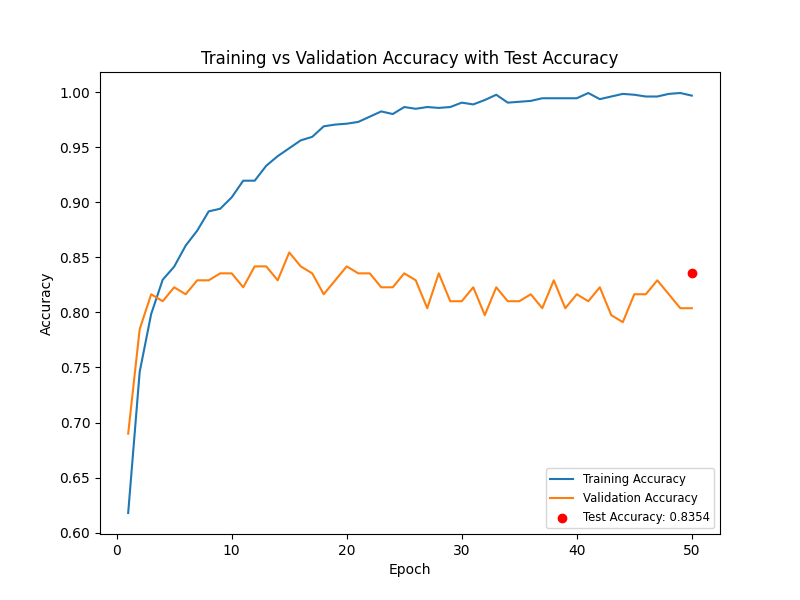 Training vs Validation Accuracy with Test Accuracy
1.00
0.95
0.90
0.85
0.80
0.75
0.70
0.65
0.60
Accuracy
0 10 20 30 40 50
Epoch
Training Accuracy
Validation Accuracy
Test Accuracy: 0.8354